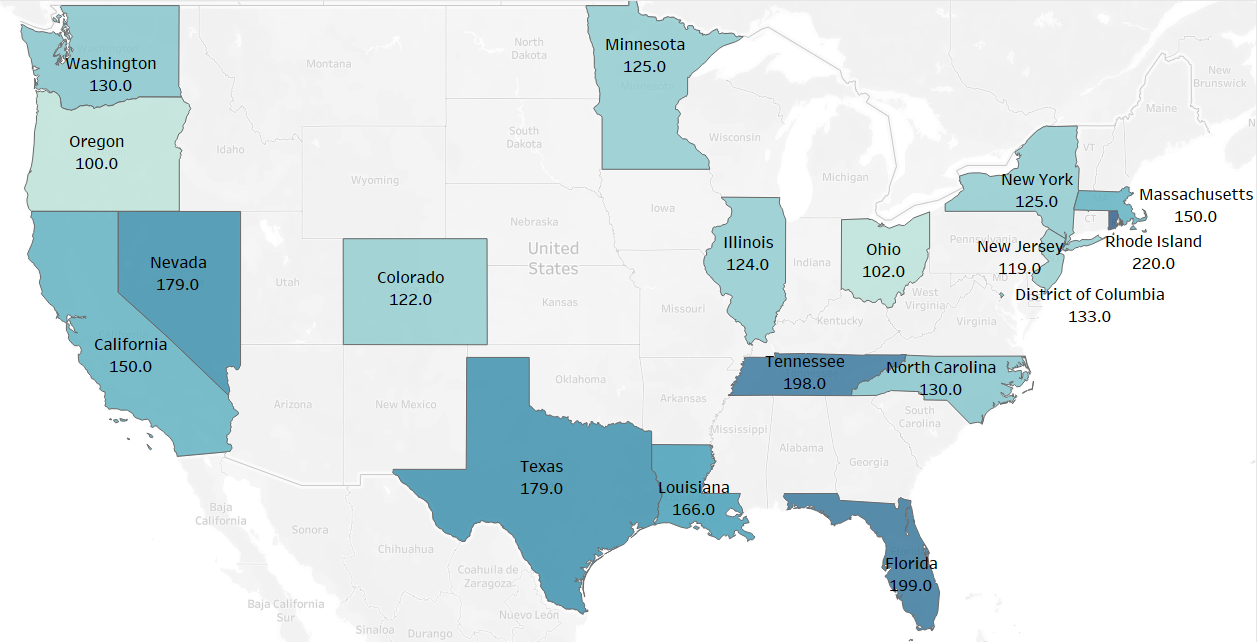 Washington
130.0
Oregon
100.0
Nevada
179.0
California
150.0
Colorado
122.0
Texas
179.0
Louisiana
166.0
Minnesota
125.0
Illinois
124.0
Ohio
102.0
Tennessee
198.0
North Carolina
130.0
Florida
199.0
New York
125.0
Massachusetts
150.0
Rhode Island
220.0
New Jersey
119.0
District of Columbia
133.0
Montana
North
Dakota
South
Dakota
Idaho
Wyoming
Nebraska
United
States
Utah
Kansas
Iowa
Missouri
Wisconsin
Michigan
Indiana
Kentucky
West
Virginia
Virginia
Pennsylvania
MD
VT
CT
Maine
New
Brunswick
Arizona
New Mexico
Oklahoma
Arkansas
Mississippi
Alabama
Georgia
South
Carolina
Baja
California
Sonora
Chihuahua
Coahuila de
Zaragoza
Nuevo León
Baja California
Sur
Sinaloa
Durango